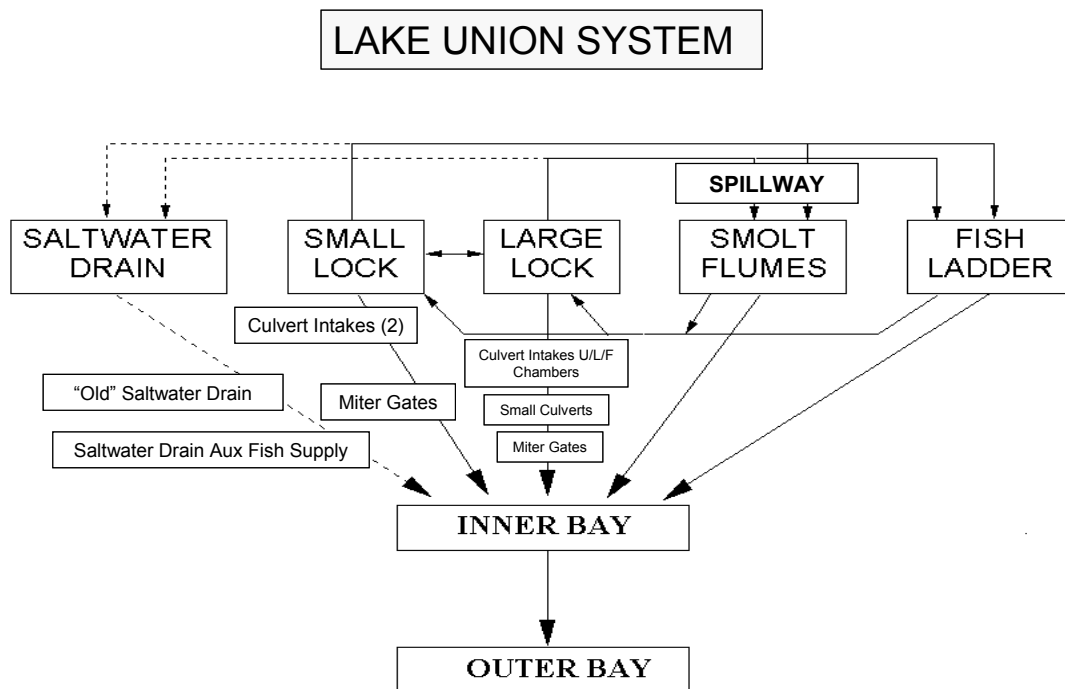 LAKE UNION SYSTEM
SPILLWAY
SALTWATER
DRAIN
SMALL
LOCK
LARGE
LOCK
SMOLT
FLUMES
FISH
LADDER
Culvert Intakes (2)
Culvert Intakes U/L/F
Chambers
“Old” Saltwater Drain
Miter Gates
Small Culverts
Saltwater Drain Aux Fish Supply
Miter Gates
INNER BAY
OUTER BAY